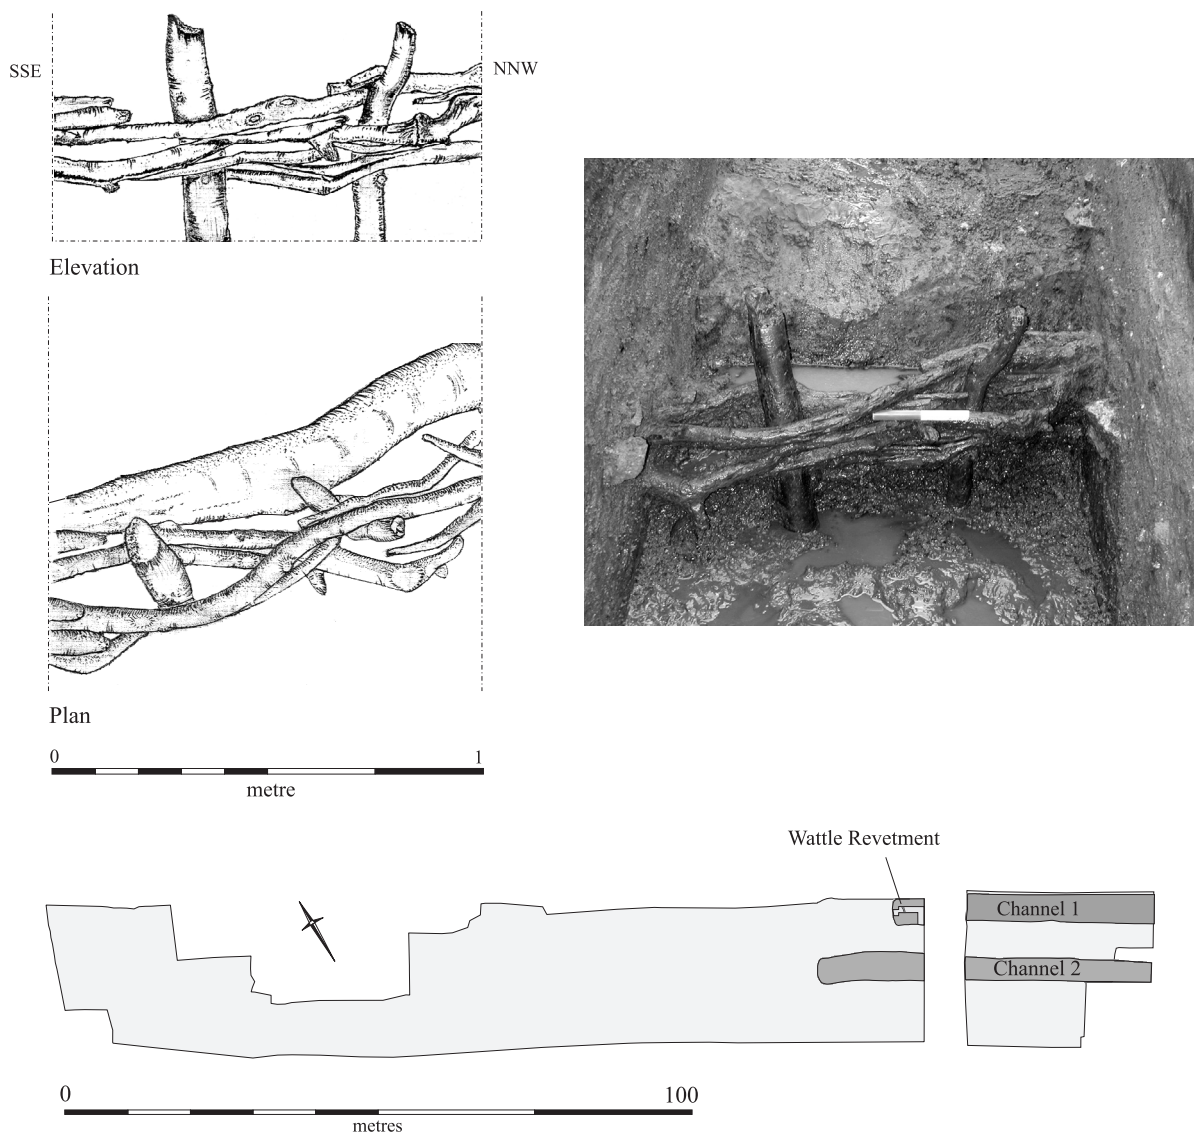 SSE
NNW
Elevation
Plan
0 1
metre
Wattle Revetment
Channel 1
Channel 2
0 100
metres